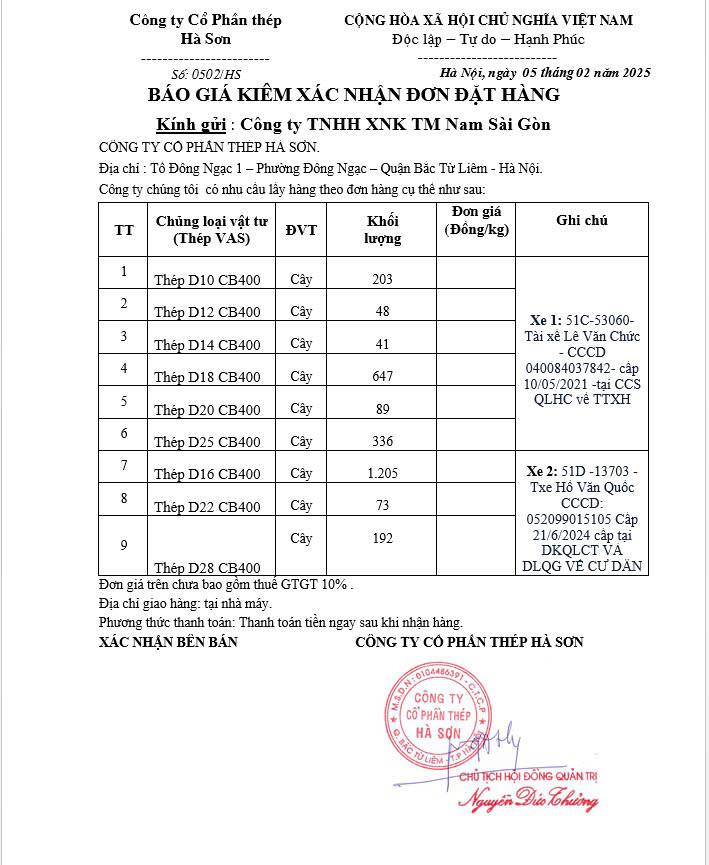 Công ty Cổ Phần thép
Hà Sơn
CỘNG HÒA XÃ HỘI CHỦ NGHĨA VIỆT NAM
Độc lập – Tự do – Hạnh Phúc
-----------------------
-------------------------
Số: 0502/HS
Hà Nội, ngày 05 tháng 02 năm 2025
BÁO GIÁ KIÊM XÁC NHẬN ĐƠN ĐẶT HÀNG
Kính gửi : Công ty TNHH XNK TM Nam Sài Gòn
CÔNG TY CỔ PHẦN THÉP HÀ SƠN.
Địa chỉ : Tổ Đông Ngạc 1 – Phường Đông Ngạc – Quận Bắc Từ Liêm - Hà Nội.
Công ty chúng tôi có nhu cầu lấy hàng theo đơn hàng cụ thể như sau:
TT
Chủng loại vật tư
(Thép VAS)
ĐVT
Khối
lượng
Đơn giá
(Đồng/kg)
Ghi chú
1 Thép D10 CB400 Cây 203
2 Thép D12 CB400 Cây 48
3 Thép D14 CB400 Cây 41
4 Thép D18 CB400 Cây 647
5 Thép D20 CB400 Cây 89
6 Thép D25 CB400 Cây 336
Xe 1: 51C-53060-
Tài xế Lê Văn Chức
- CCCD
040084037842- cấp
10/05/2021 -tại CCS
QLHC về TTXH
7 Thép D16 CB400 Cây 1.205
8 Thép D22 CB400 Cây 73
9 Thép D28 CB400 Cây 192
Xe 2: 51D -13703 -
Txe Hồ Văn Quốc
CCCD:
052099015105 Cấp
21/6/2024 cấp tại
DKQLCT VA
DLQG VỀ CƯ DÂN
Đơn giá trên chưa bao gồm thuế GTGT 10% .
Địa chỉ giao hàng: tại nhà máy.
Phương thức thanh toán: Thanh toán tiền ngay sau khi nhận hàng.
XÁC NHẬN BÊN BÁN
CÔNG TY CỔ PHẦN THÉP HÀ SƠN
M.S.D.N: 0104486391 - C.T.C.P
CÔNG TY
CỔ PHẦN THÉP
HÀ SƠN
Q. BẮC TỪ LIÊM - T.P HÀ NỘI
CHỦ TỊCH HỘI ĐỒNG QUẢN TRỊ
Nguyễn Đức Thưởng